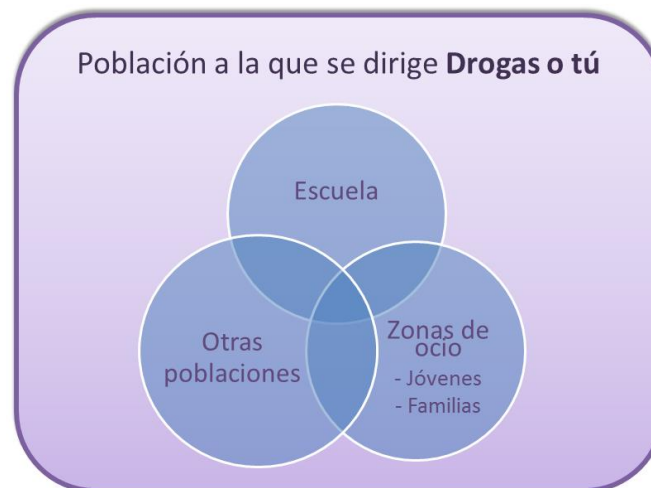 Población a la que se dirige Drogas o tú
Escuela
Otras
poblaciones
Zonas de
ocio
- Jóvenes
- Familias